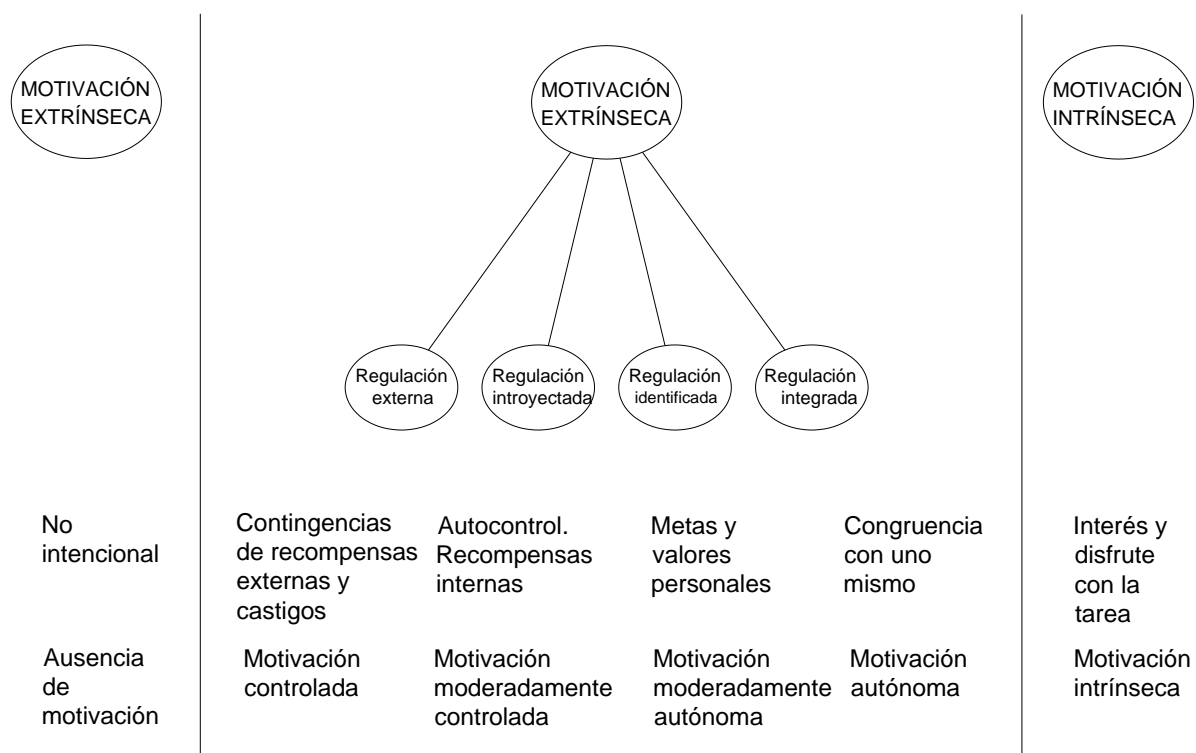 MOTIVACIÓN
EXTRÍNSECA
MOTIVACIÓN
EXTRÍNSECA
MOTIVACIÓN
INTRÍNSECA
Regulación
externa
Regulación
introyectada
Regulación
identificada
Regulación
integrada
No
intencional
Contingencias
de recompensas
externas y
castigos
Autocontrol.
Recompensas
internas
Metas y
valores
personales
Congruencia
con uno
mismo
Interés y
disfrute
con la
tarea
Ausencia
de
motivación
Motivación
controlada
Motivación
moderadamente
controlada
Motivación
moderadamente
autónoma
Motivación
autónoma
Motivación
intrínseca